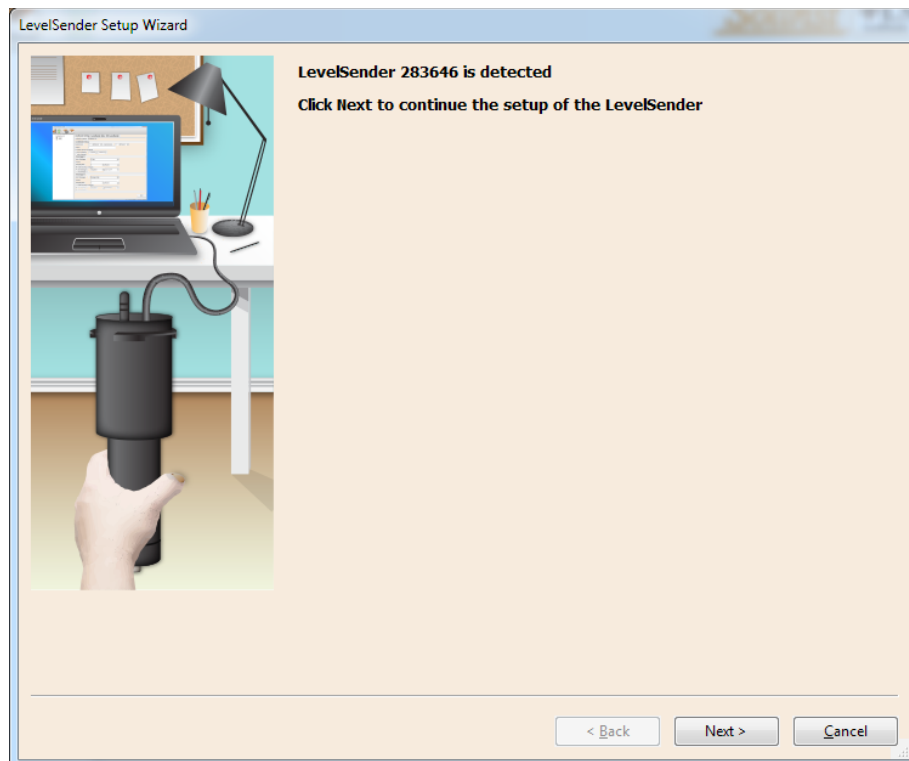 LevelSender Setup Wizard
LevelSender 283646 is detected
Click Next to continue the setup of the LevelSender
< Back
Next >
Cancel